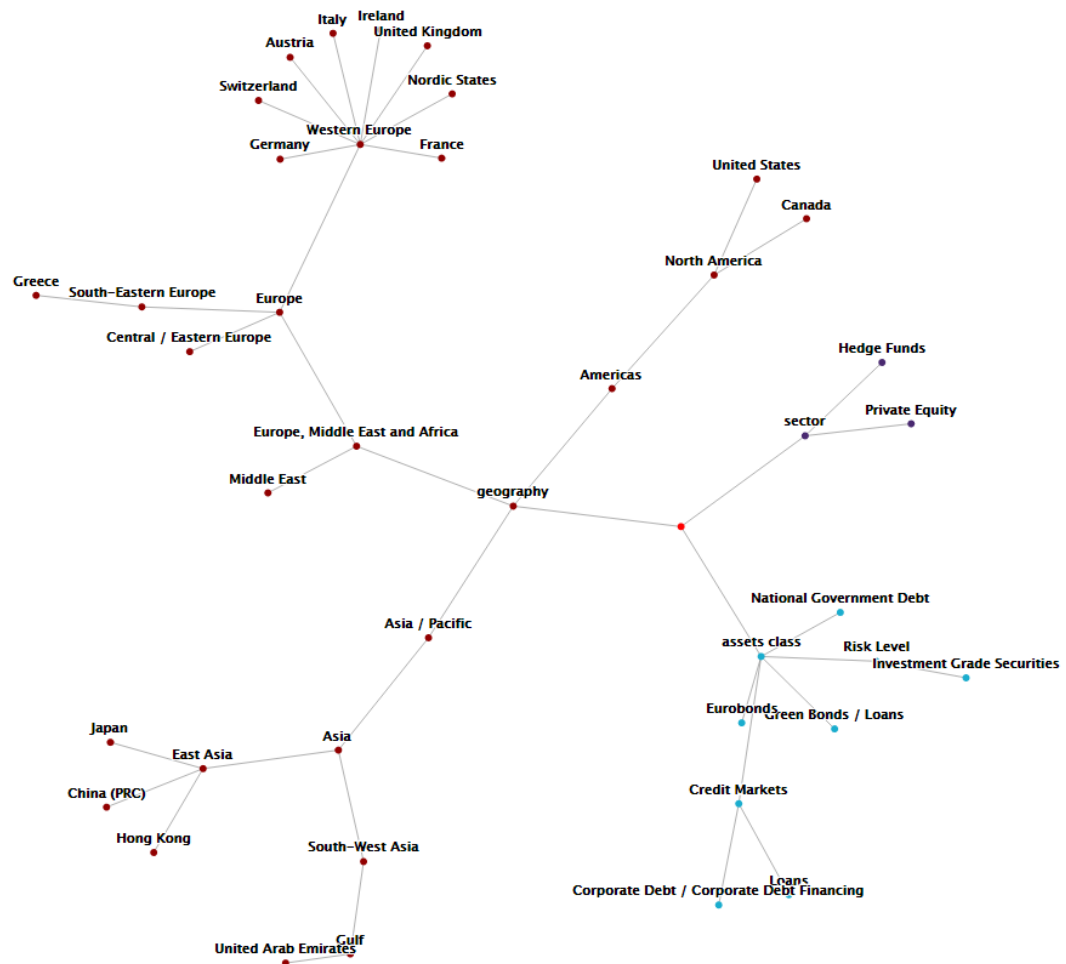 Italy
Ireland
United Kingdom
Austria
Switzerland
Nordic States
Western Europe
Germany
France
United States
Canada
North America
Greece
South-Eastern Europe
Europe
Central / Eastern Europe
Hedge Funds
Americas
Private Equity
sector
Europe, Middle East and Africa
Middle East
geography
National Government Debt
Asia / Pacific
assets class
Risk Level
Investment Grade Securities
Eurobonds
Green Bonds / Loans
Japan
East Asia
Asia
China (PRC)
Credit Markets
Hong Kong
South-West Asia
Loans
Corporate Debt / Corporate Debt Financing
Gulf
United Arab Emirates